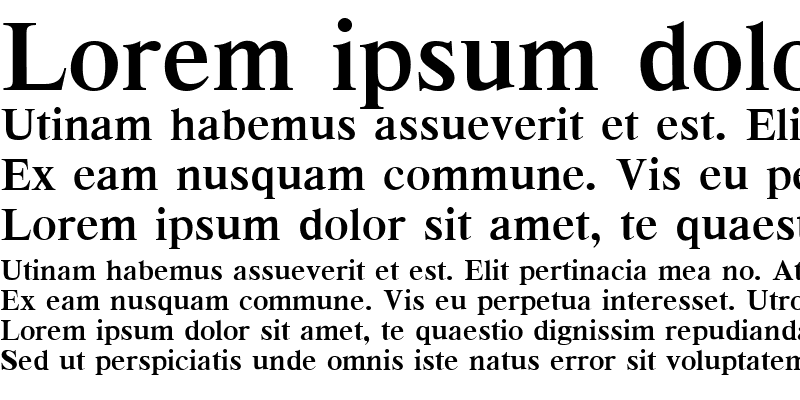 Lorem ipsum dolo
Utinam habemus assueverit et est. Eli
Ex eam nusquam commune. Vis eu pe
Lorem ipsum dolor sit amet, te quaest
Utinam habemus assueverit et est. Elit pertinacia mea no. At
Ex eam nusquam commune. Vis eu perpetua interesset. Utro
Lorem ipsum dolor sit amet, te quaestio dignissim repudianda
Sed ut perspiciatis unde omnis iste natus error sit voluptatem